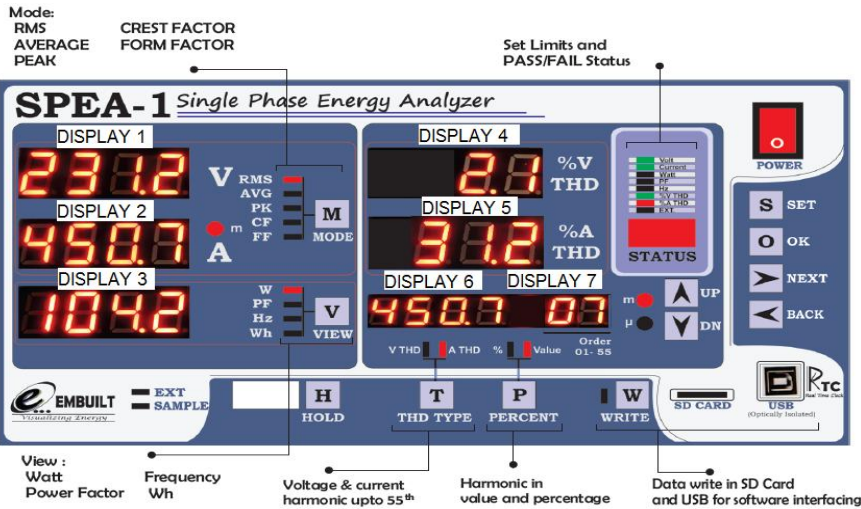 Mode:
RMS CREST FACTOR
AVERAGE FORM FACTOR
PEAK
Set Limits and
PASS/FAIL Status
SPEA-1 Single Phase Energy Analyzer
DISPLAY 1
231.2
V
RMS
AVG
PK
CF
FF
M
MODE
DISPLAY 2
450.7
m
A
DISPLAY 3
104.2
W
PF
Hz
Wh
V
VIEW
DISPLAY 4
2.1
%V
THD
DISPLAY 5
31.2
%A
THD
DISPLAY 6
450.7
DISPLAY 7
07
V THD A THD % Value
Order
01- 55
Volt
Current
Watt
PF
Hz
%V THD
%A THD
EXT
STATUS
m
µ
UP
DN
O
POWER
S SET
O OK
NEXT
BACK
e... EMBUILT
Visualizing Energy
EXT
SAMPLE
H
HOLD
T
THD TYPE
P
PERCENT
W
WRITE
SD CARD
USB
(Optically Isolated)
RTC
Real Time Clock
View :
Watt Frequency
Power Factor Wh
Voltage & current
harmonic upto 55th
Harmonic in
value and percentage
Data write in SD Card
and USB for software interfacing